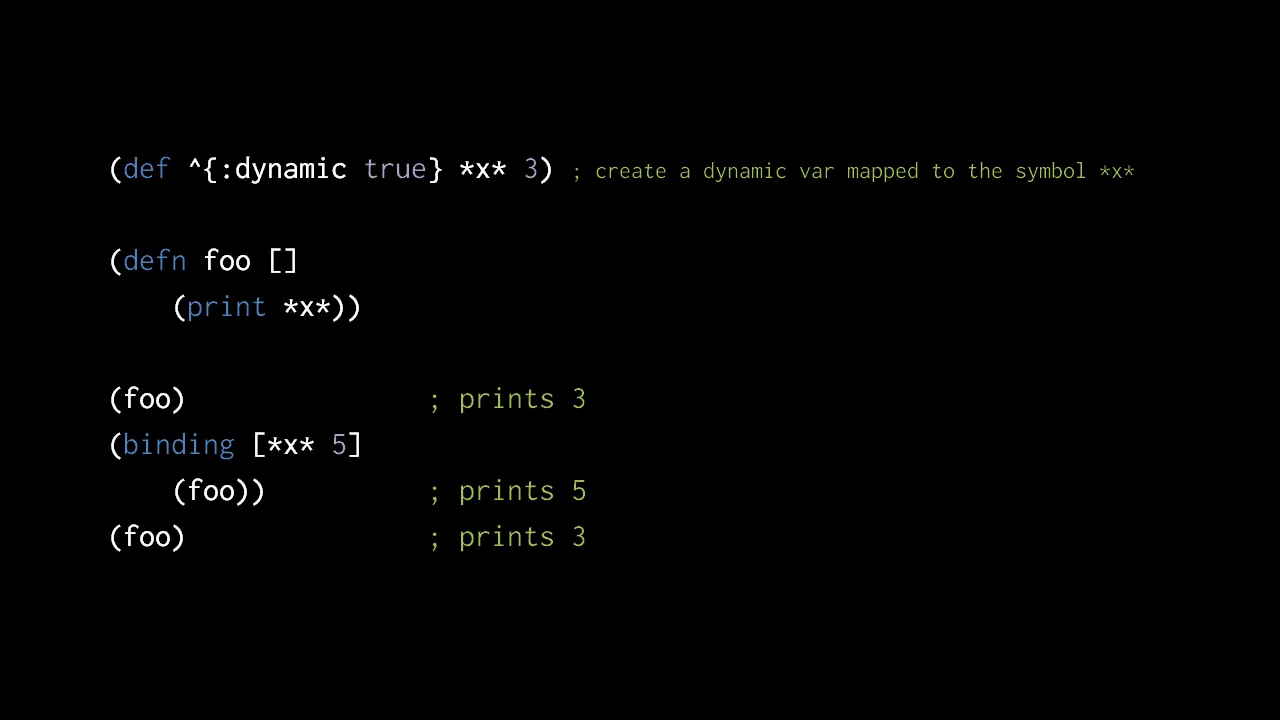 (def ^{:dynamic true} *x* 3) ; create a dynamic var mapped to the symbol *x*
(defn foo []
    (print *x*))
(foo)                ; prints 3
(binding [*x* 5]
    (foo))           ; prints 5
(foo)                ; prints 3